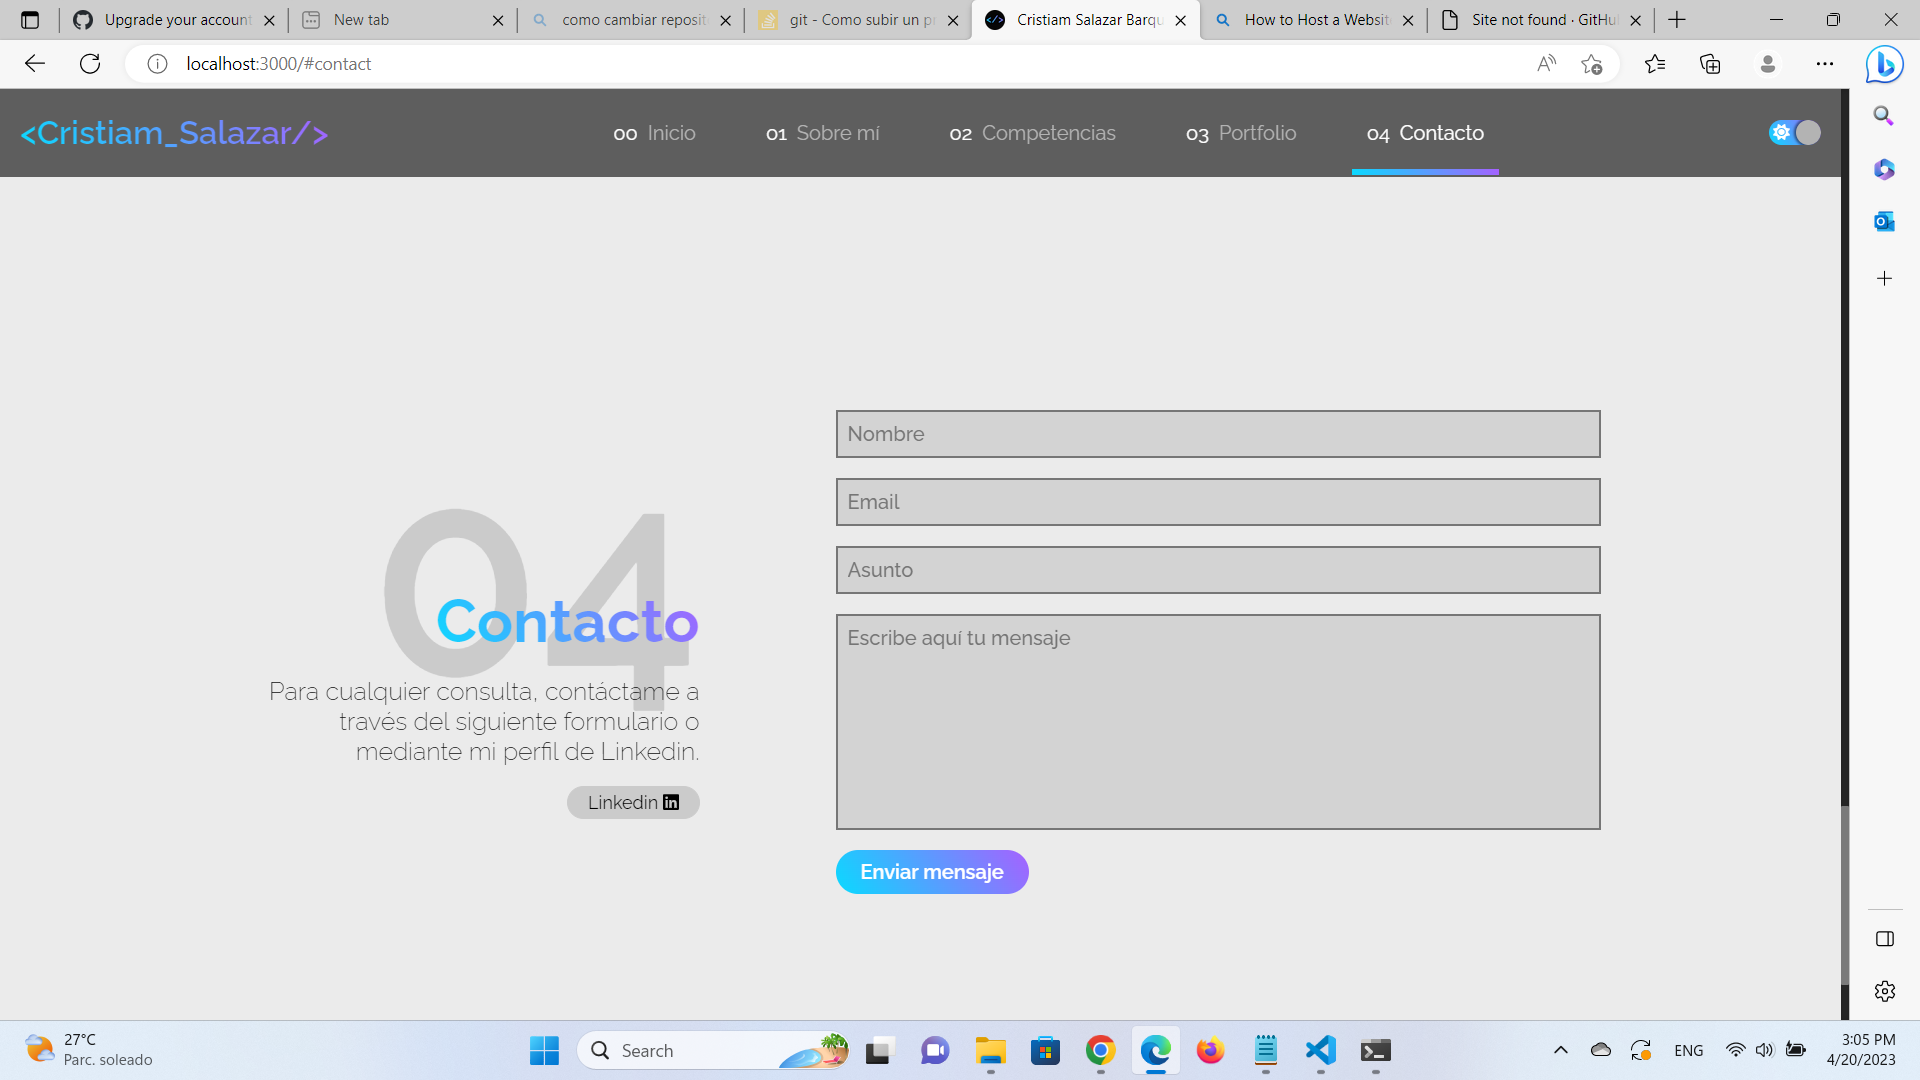 Upgrade your account
New tab
como cambiar reposit
git - Como subir un p
Cristiam Salazar Barqu
How to Host a Website
Site not found · GitHu
localhost:3000/#contact
<Cristiam_Salazar/>
00 Inicio
01 Sobre mí
02 Competencias
03 Portfolio
04 Contacto
04
Contacto
Para cualquier consulta, contáctame a
través del siguiente formulario o
mediante mi perfil de Linkedin.
Linkedin in
Nombre
Email
Asunto
Escribe aquí tu mensaje
Enviar mensaje
27°C
Parc. soleado
Search
ENG
3:05 PM
4/20/2023